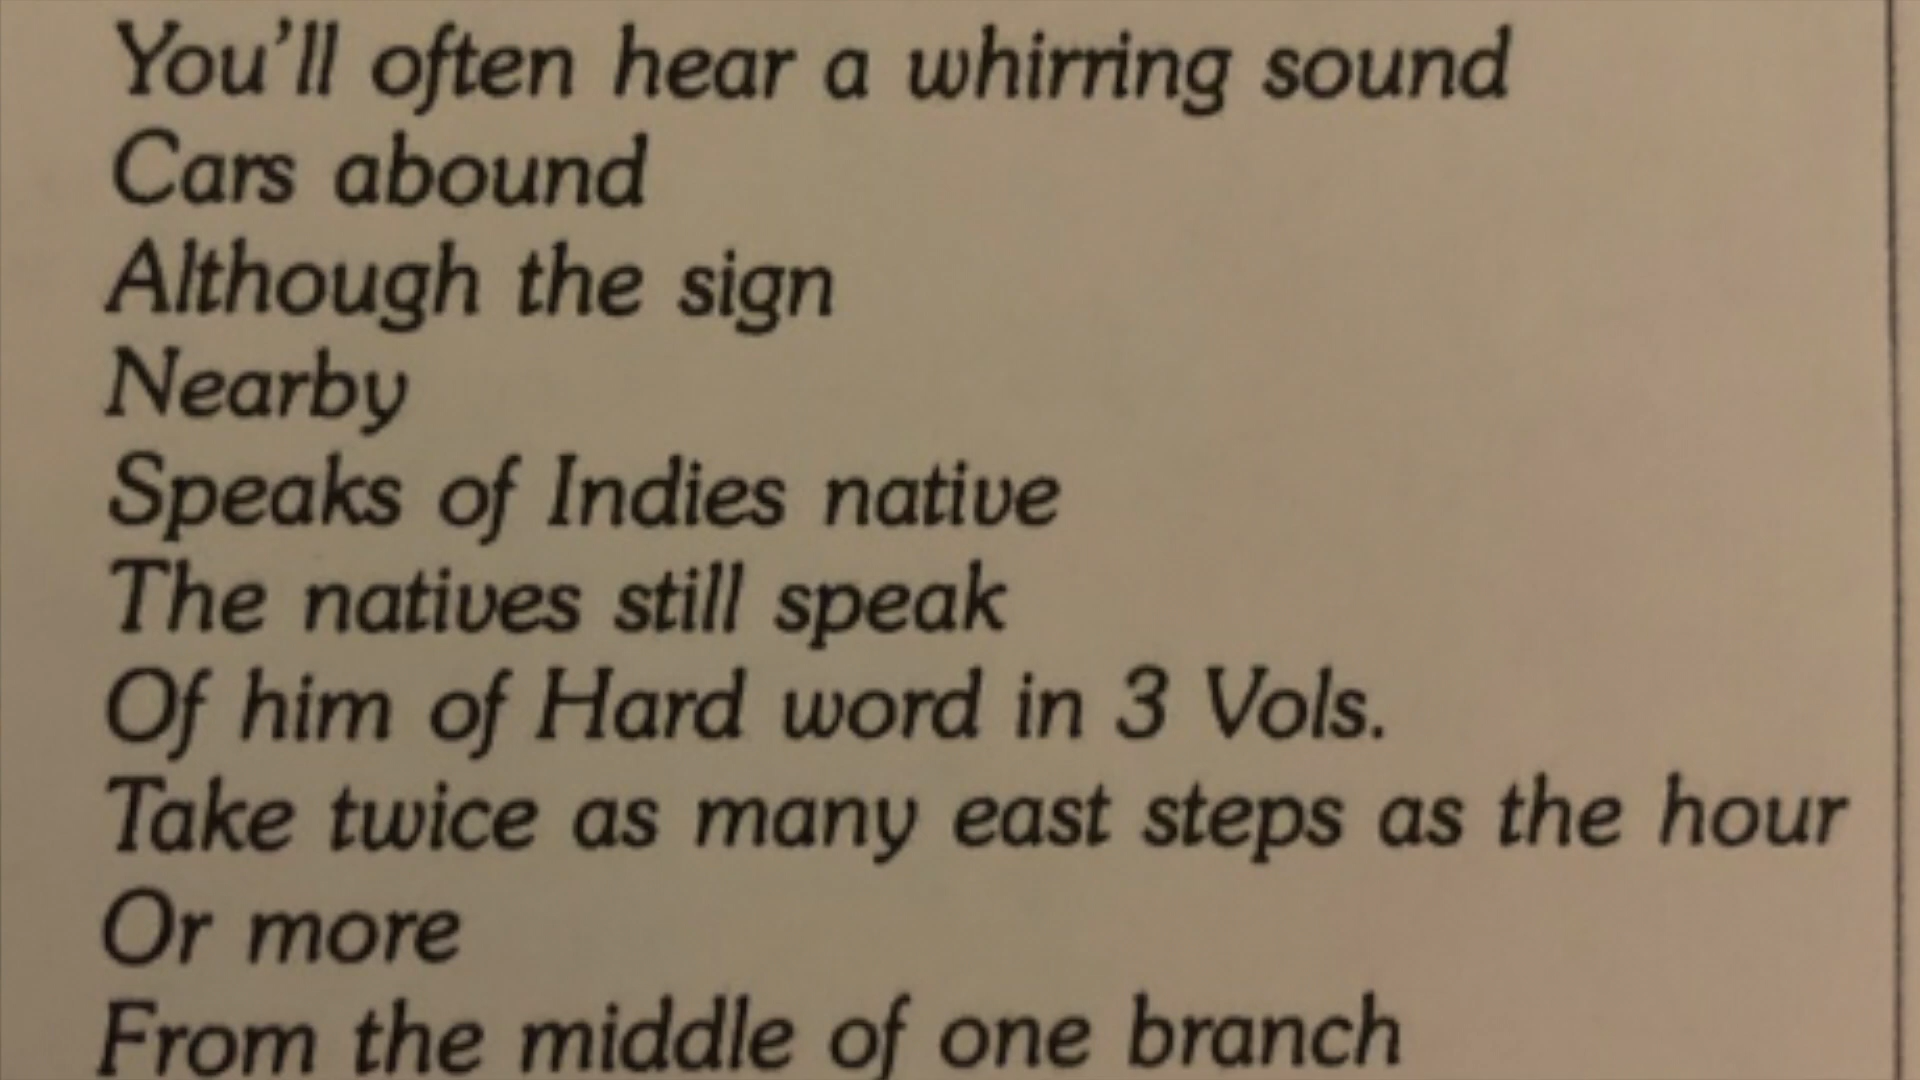 You'll often hear a whirring sound
Cars abound
Although the sign
Nearby
Speaks of Indies native
The natives still speak
Of him of Hard word in 3 Vols.
Take twice as many east steps as the hour
Or more
From the middle of one branch